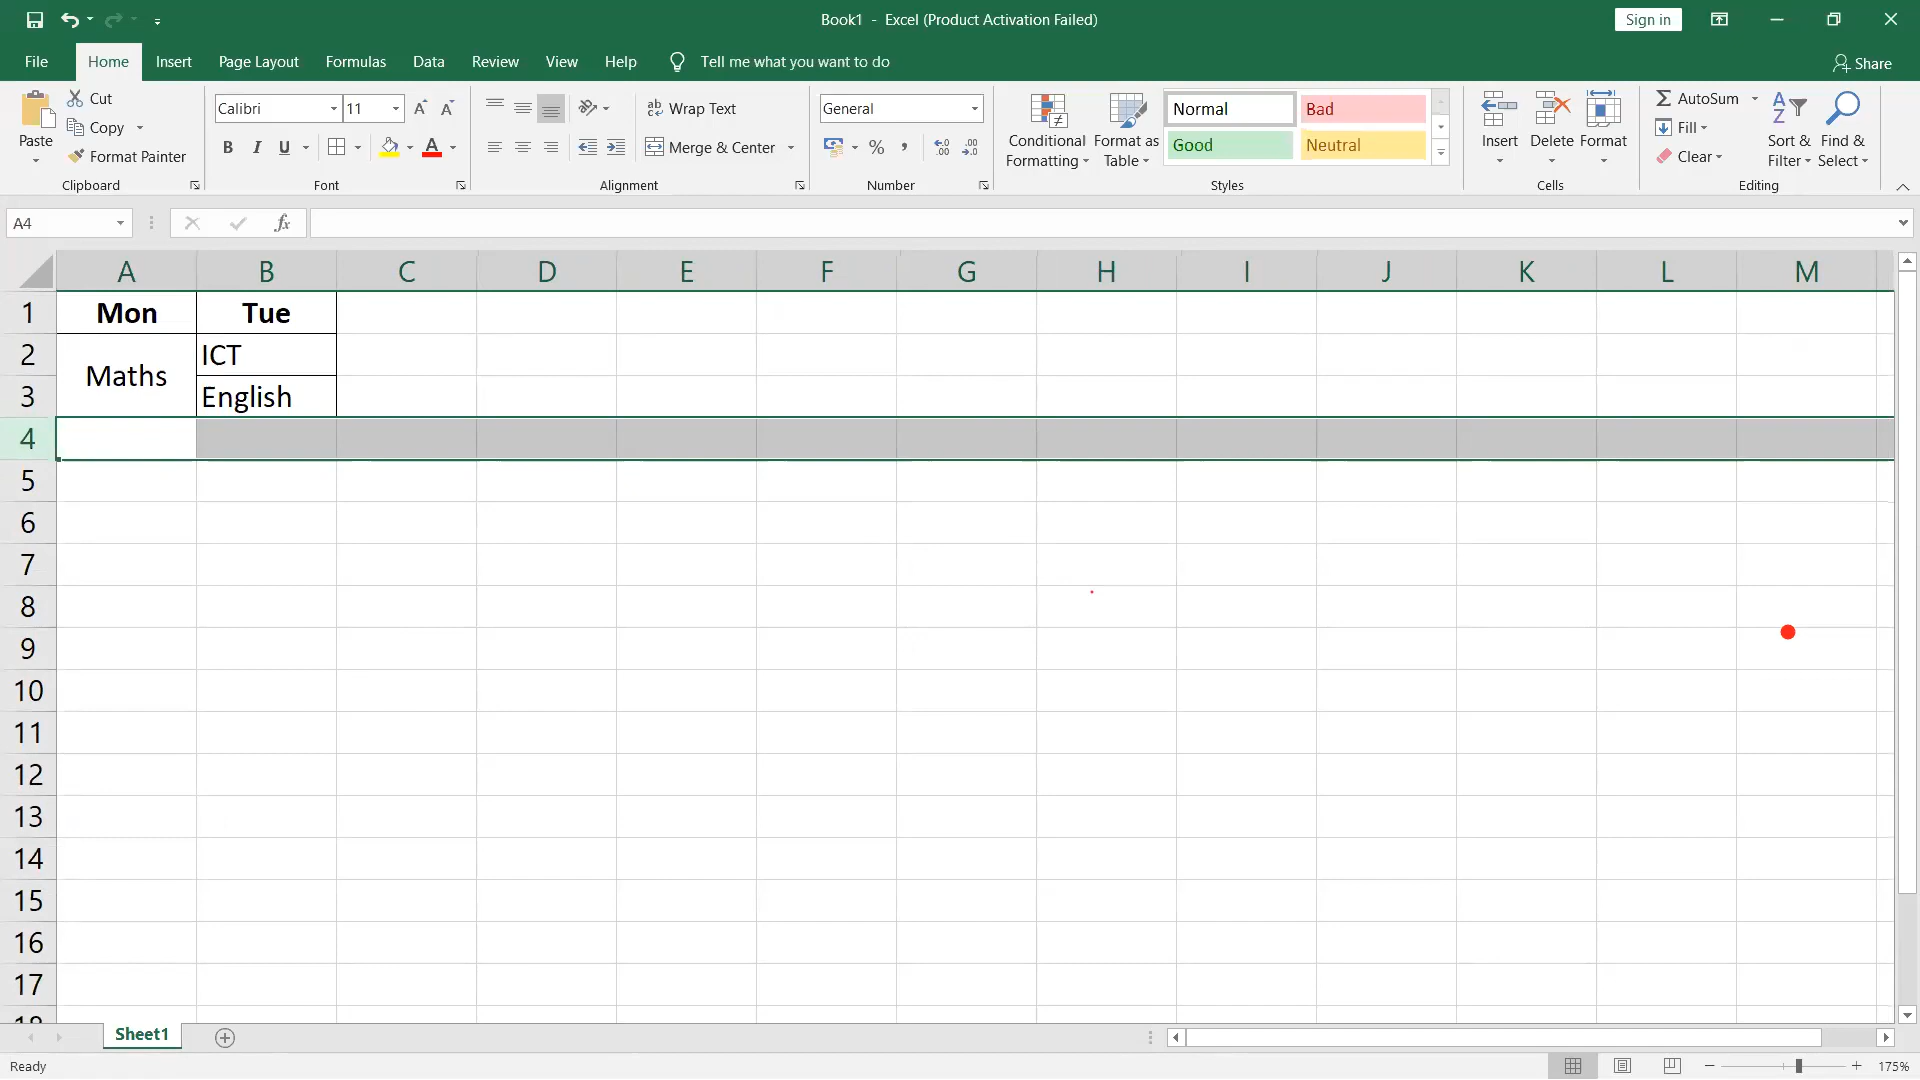 Book1 - Excel (Product Activation Failed)
Sign in
File Home Insert Page Layout Formulas Data Review View Help Tell me what you want to do
Share
Paste
Cut
Copy
Format Painter
Clipboard
Calibri 11
B I U
Font
ab Wrap Text
Merge & Center
Alignment
General
% ,
Number
Conditional Formatting
Format as Table
Normal Bad
Good Neutral
Styles
Insert Delete Format
Cells
AutoSum
Fill
Clear
Sort & Filter
Find & Select
Editing
A4
fx
A B C D E F G H I J K L M
1 Mon Tue
2 ICT
Maths
3 English
4
5
6
7
8
9
10
11
12
13
14
15
16
17
18
Sheet1
Ready
175%